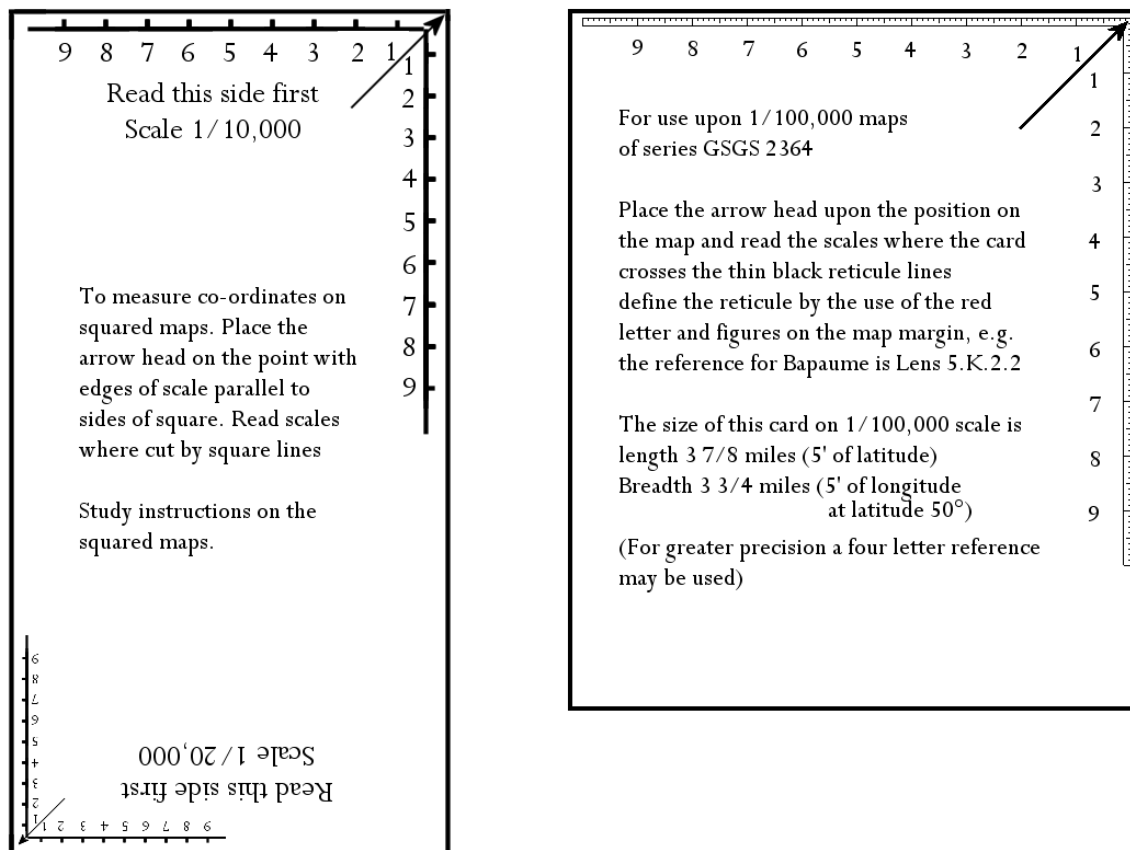 9 8 7 6 5 4 3 2 1
1
2
3
4
5
6
7
8
9
Read this side first
Scale 1/10,000
To measure co-ordinates on
squared maps. Place the
arrow head on the point with
edges of scale parallel to
sides of square. Read scales
where cut by square lines
Study instructions on the
squared maps.
Read this side first
Scale 1/20,000
9 8 7 6 5 4 3 2 1
1
2
3
4
5
6
7
8
9
9 8 7 6 5 4 3 2 1
1
2
3
4
5
6
7
8
9
For use upon 1/100,000 maps
of series GSGS 2364
Place the arrow head upon the position on
the map and read the scales where the card
crosses the thin black reticule lines
define the reticule by the use of the red
letter and figures on the map margin, e.g.
the reference for Bapaume is Lens 5.K.2.2
The size of this card on 1/100,000 scale is
length 3 7/8 miles (5' of latitude)
Breadth 3 3/4 miles (5' of longitude
at latitude 50°)
(For greater precision a four letter reference
may be used)